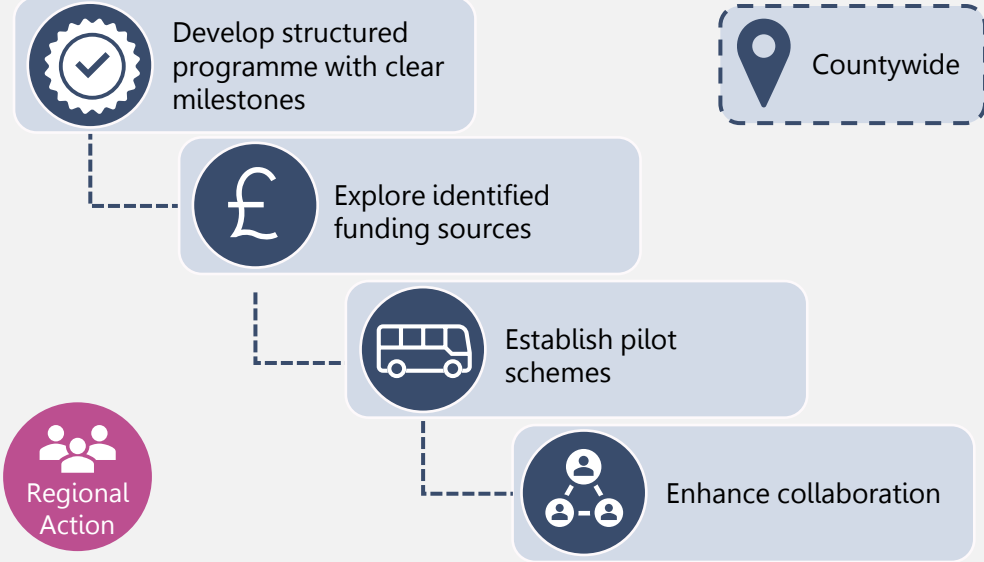 Develop structured
programme with clear
milestones
Countywide
£
Explore identified
funding sources
Establish pilot
schemes
Regional
Action
Enhance collaboration